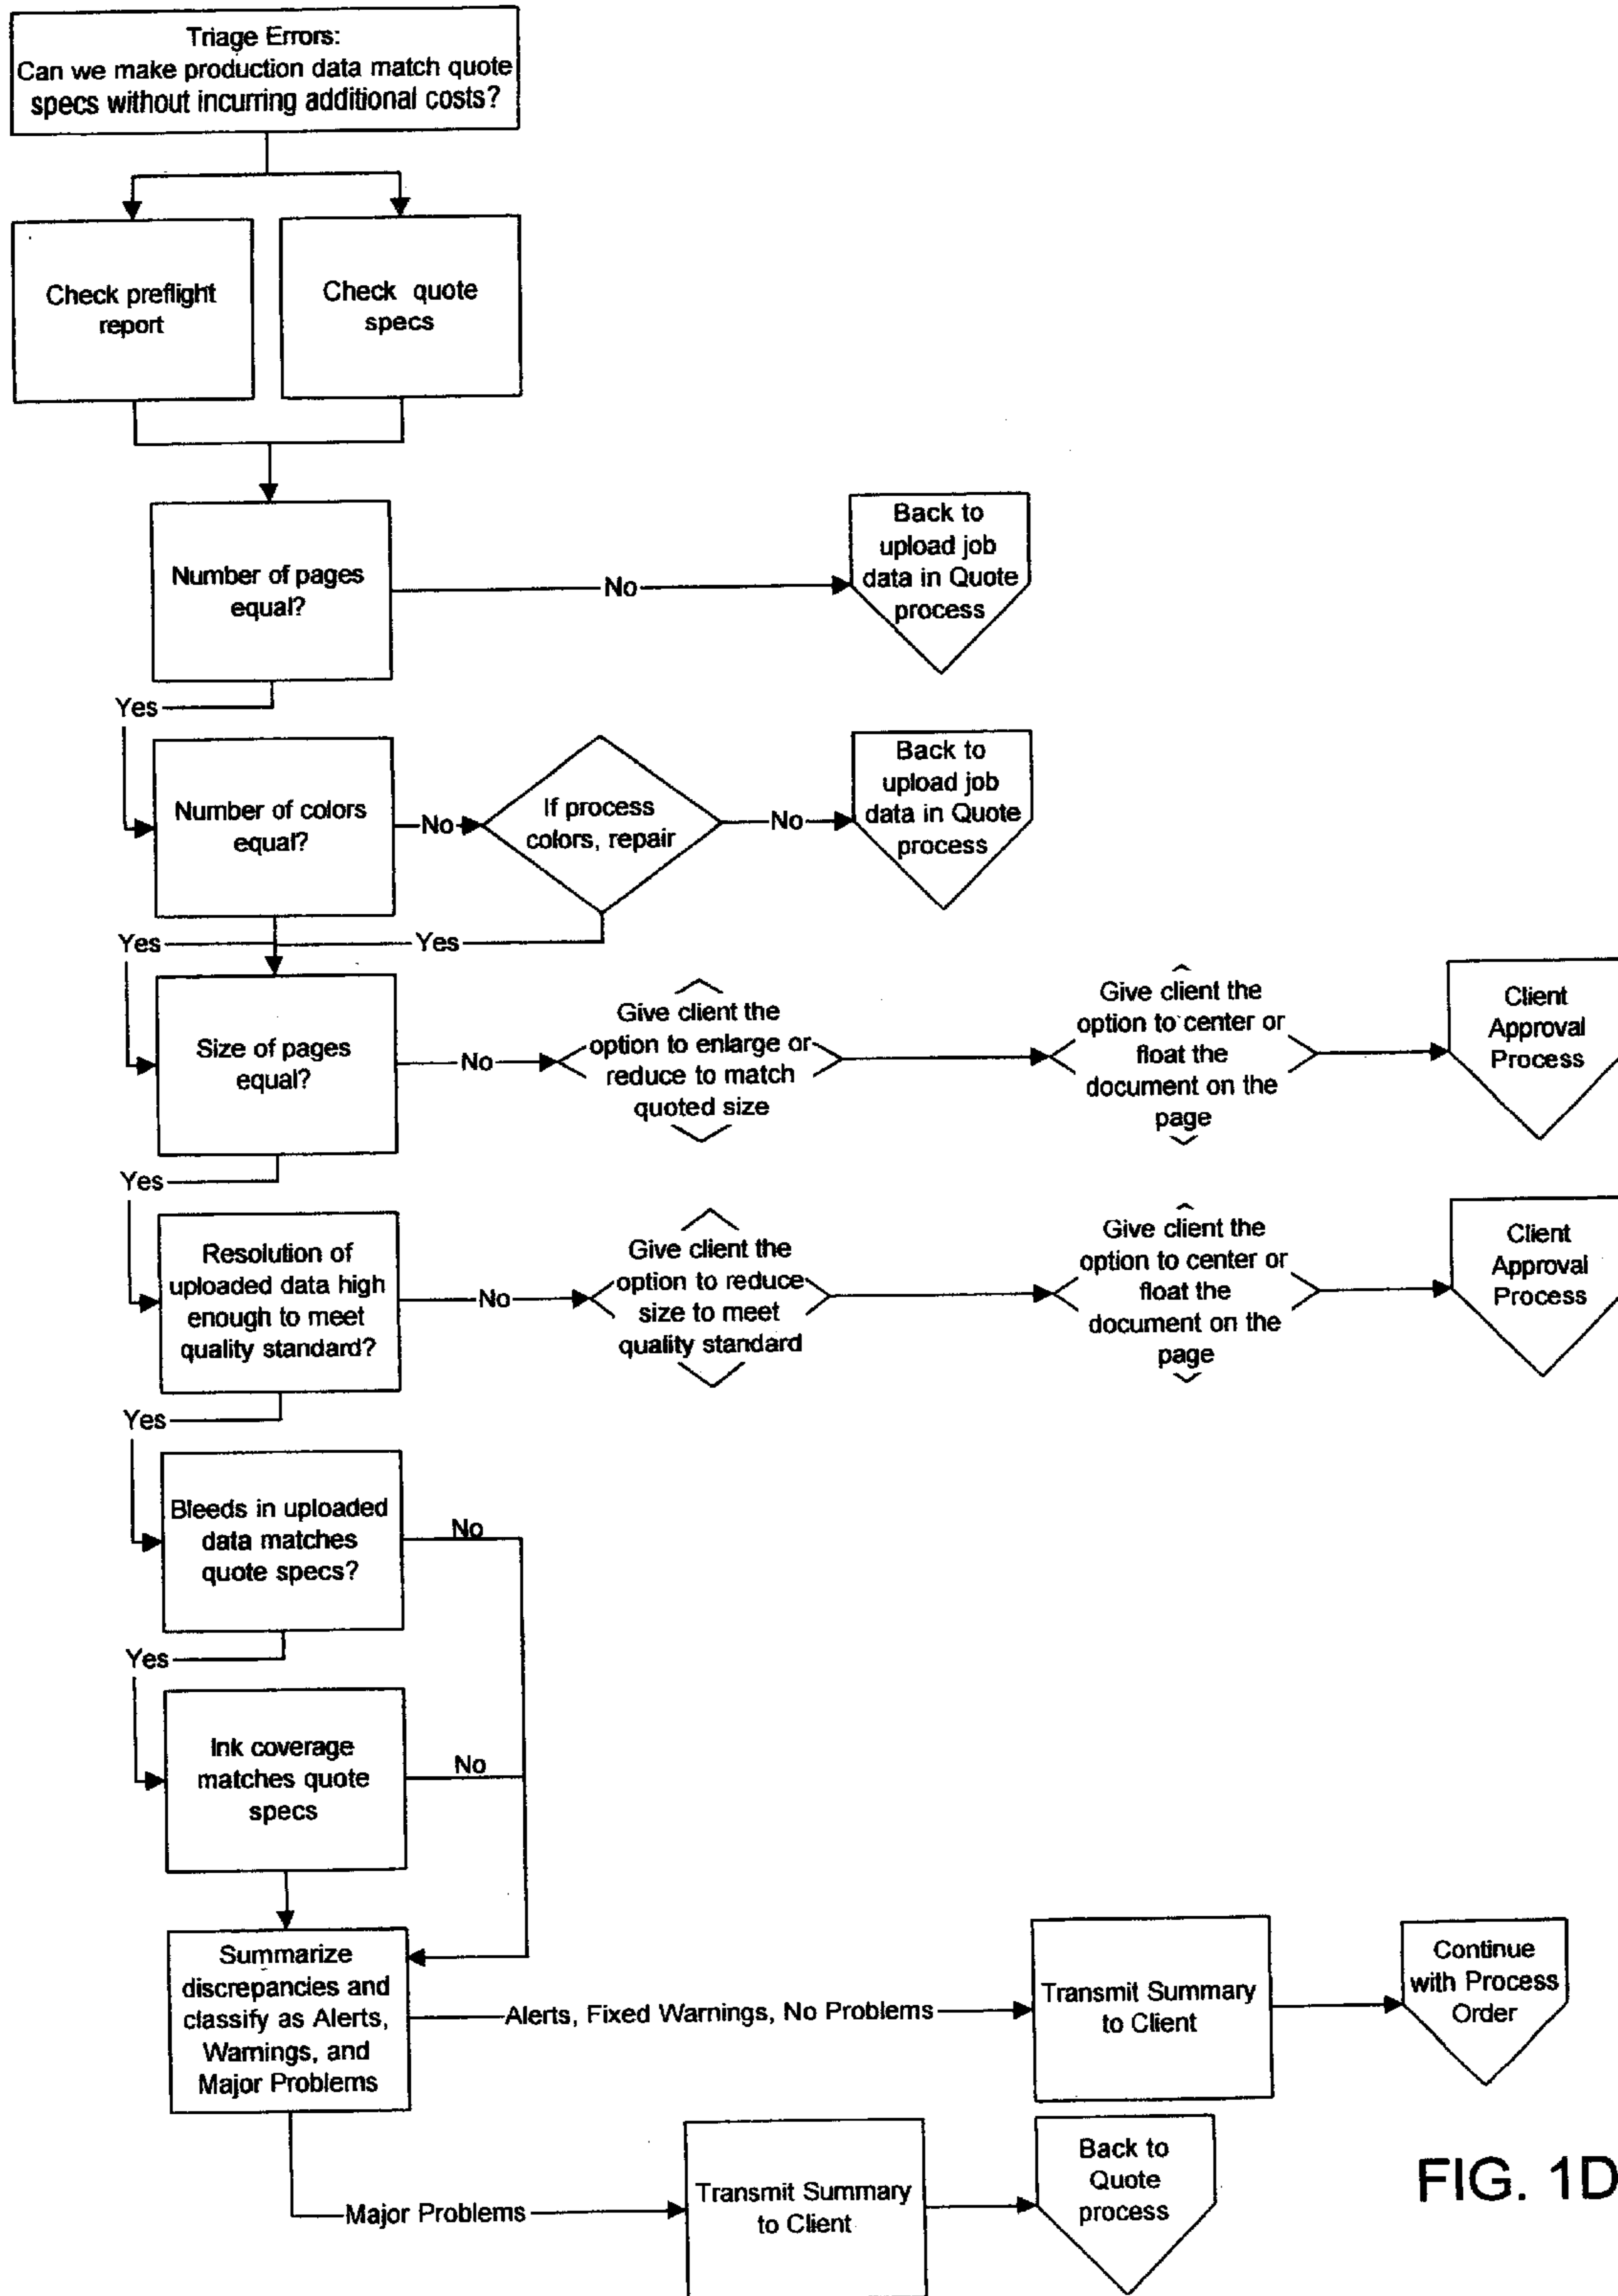 Triage Errors:
Can we make production data match quote
specs without incurring additional costs?
Check preflight
report
Check quote
specs
Number of pages
equal?
No
Back to
upload job
data in Quote
process
Yes
Number of colors
equal?
No
If process
colors, repair
No
Back to
upload job
data in Quote
process
Yes
Yes
Size of pages
equal?
No
Give client the
option to enlarge or
reduce to match
quoted size
Give client the
option to center or
float the
document on the
page
Client
Approval
Process
Yes
Resolution of
uploaded data high
enough to meet
quality standard?
No
Give client the
option to reduce
size to meet
quality standard
Give client the
option to center or
float the
document on the
page
Client
Approval
Process
Yes
Bleeds in uploaded
data matches
quote specs?
No
Yes
Ink coverage
matches quote
specs
No
Summarize
discrepancies and
classify as Alerts,
Warnings, and
Major Problems
Alerts, Fixed Warnings, No Problems
Transmit Summary
to Client
Continue
with Process
Order
Major Problems
Transmit Summary
to Client
Back to
Quote
process
FIG. 1D